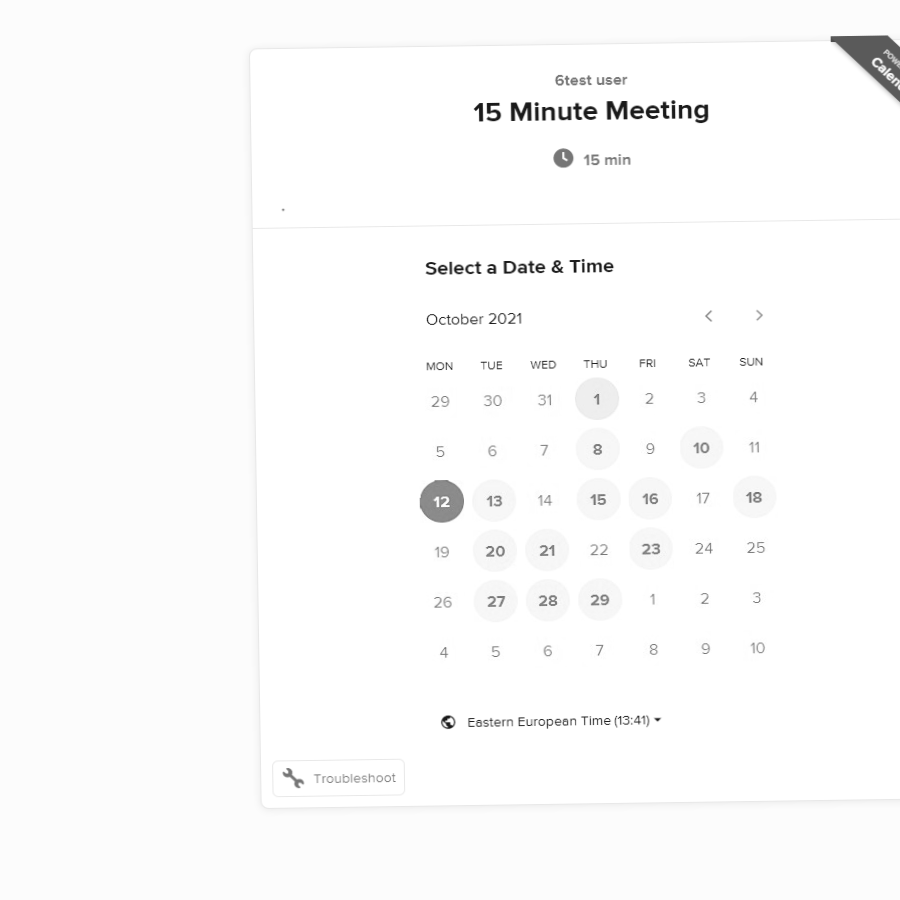 6test user
15 Minute Meeting
15 min
.
Select a Date & Time
October 2021
MON TUE WED THU FRI SAT SUN
29 30 31 1 2 3 4
5 6 7 8 9 10 11
12 13 14 15 16 17 18
19 20 21 22 23 24 25
26 27 28 29 1 2 3
4 5 6 7 8 9 10
Eastern European Time (13:41)
Troubleshoot